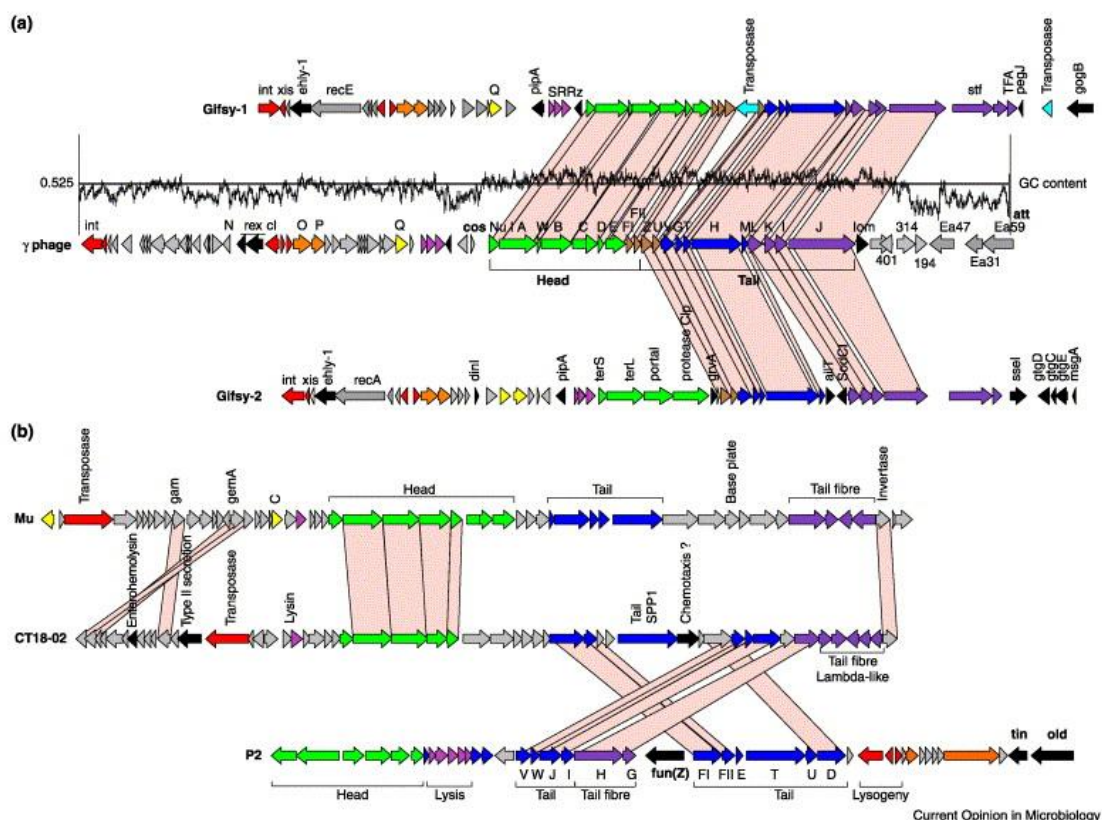 (a)
Transposase
Transposase
int xis ehly-1 recE Q pipA SRRz stf TFA pegJ gogB
Gifsy-1
0.525
GC content
att
int N rex cI O P Q cos Nu1 A W B C D E FI FII Z U V G T H M L K I J lom 401 314 194 Ea47 Ea31 Ea59
γ phage
Head Tail
int xis ehly-1 recA dinI pipA terS terL portal protease Clp grvA ailT SodCI sseI gtgD gtgC gtgE msgA
Gifsy-2
(b)
Transposase gam gemA C Head Tail Base plate Tail fibre Invertase
Mu
Enterohemolysin Type II secretion Transposase Lysin Tail SPP1 Chemotaxis ?
CT18-02
Tail fibre
Lambda-like
P2
tin old
V W J I H G fun(Z) FI FII E T U D
Head Lysis Tail Tail fibre Tail Lysogeny
Current Opinion in Microbiology